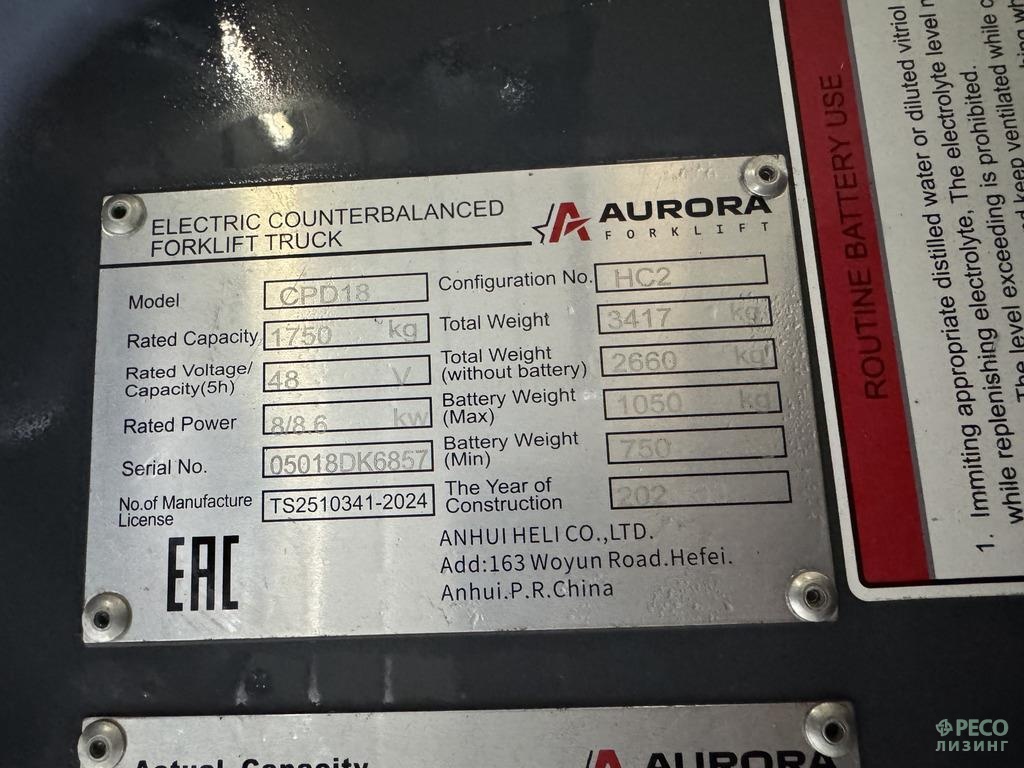 ELECTRIC COUNTERBALANCED
FORKLIFT TRUCK
AURORA
FORKLIFT
Model CPD18
Rated Capacity 1750 kg
Rated Voltage/
Capacity(5h) 48 V
Rated Power 8/8.6 kw
Serial No. 05018DK6857
No.of Manufacture
License TS2510341-2024
Configuration No. HC2
Total Weight 3417 kg
Total Weight
(without battery) 2660 kg
Battery Weight
(Max) 1050 kg
Battery Weight
(Min) 750
The Year of
Construction
EAC
ANHUI HELI CO.,LTD.
Add:163 Woyun Road.Hefei.
Anhui.P.R.China
ROUTINE BATTERY USE
1. Immiting appropriate distilled water or diluted vitriol
while replenishing electrolyte, The electrolyte level
The level exceeding is prohibited.
and keep ventilated while
Actual Capacity
AURORA
РЕСО
ЛИЗИНГ